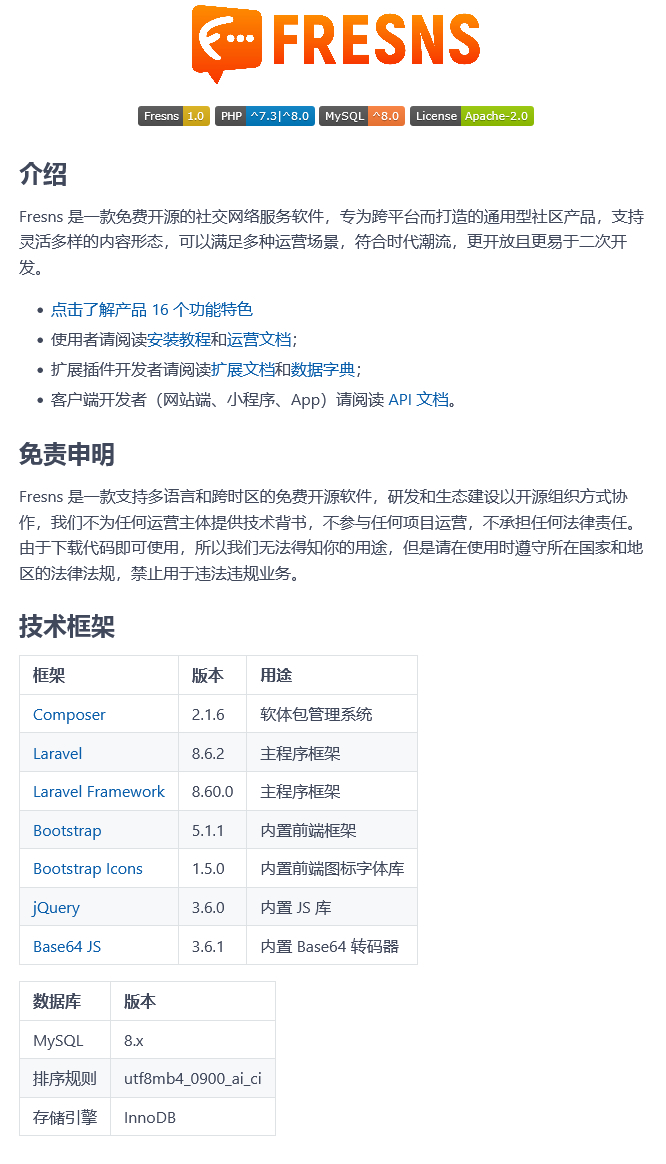 FRESNS
Fresns 1.0 PHP ^7.3|^8.0 MySQL ^8.0 License Apache-2.0
介绍
Fresns 是一款免费开源的社交网络服务软件，专为跨平台而打造的通用型社区产品，支持
灵活多样的内容形态，可以满足多种运营场景，符合时代潮流，更开放且更易于二次开
发。
• 点击了解产品 16 个功能特色
• 使用者请阅读安装教程和运营文档；
• 扩展插件开发者请阅读扩展文档和数据字典；
• 客户端开发者（网站端、小程序、App）请阅读 API 文档。
免责申明
Fresns 是一款支持多语言和跨时区的免费开源软件，研发和生态建设以开源组织方式协
作，我们不为任何运营主体提供技术背书，不参与任何项目运营，不承担任何法律责任。
由于下载代码即可使用，所以我们无法得知你的用途，但是请在使用时遵守所在国家和地
区的法律法规，禁止用于违法违规业务。
技术框架
框架 版本 用途
Composer 2.1.6 软体包管理系统
Laravel 8.6.2 主程序框架
Laravel Framework 8.60.0 主程序框架
Bootstrap 5.1.1 内置前端框架
Bootstrap Icons 1.5.0 内置前端图标字体库
jQuery 3.6.0 内置 JS 库
Base64 JS 3.6.1 内置 Base64 转码器
数据库 版本
MySQL 8.x
排序规则 utf8mb4_0900_ai_ci
存储引擎 InnoDB